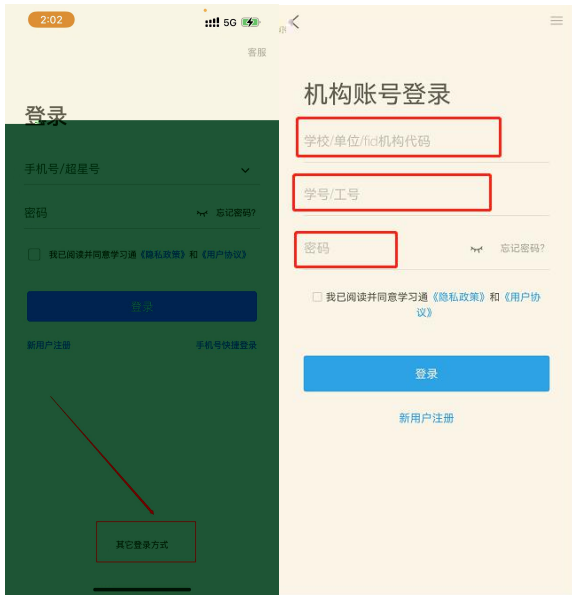 2:02
5G
客服
登录
手机号/超星号
密码
忘记密码?
我已阅读并同意学习通《隐私政策》和《用户协议》
登录
新用户注册
手机号快捷登录
其它登录方式
机构账号登录
学校/单位/fid机构代码
学号/工号
密码
忘记密码?
我已阅读并同意学习通《隐私政策》和《用户协
议》
登录
新用户注册